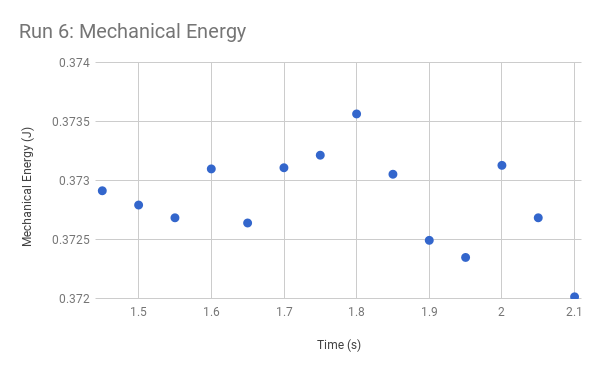 Run 6: Mechanical Energy
0.374
0.3735
0.373
0.3725
0.372
Mechanical Energy (J)
1.5 1.6 1.7 1.8 1.9 2 2.1
Time (s)